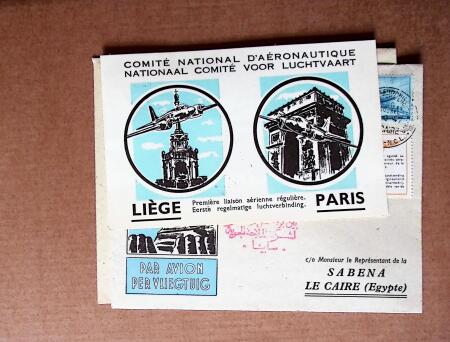 COMITÉ NATIONAL D'AÉRONAUTIQUE
NATIONAAL COMITÉ VOOR LUCHTVAART
LIÈGE
Première liaison aérienne régulière.
Eerste regelmatige luchtverbinding.
PARIS
PAR AVION
PER VLIEGTUIG
c/o Monsieur le Représentant de la
SABENA
LE CAIRE (Egypte)